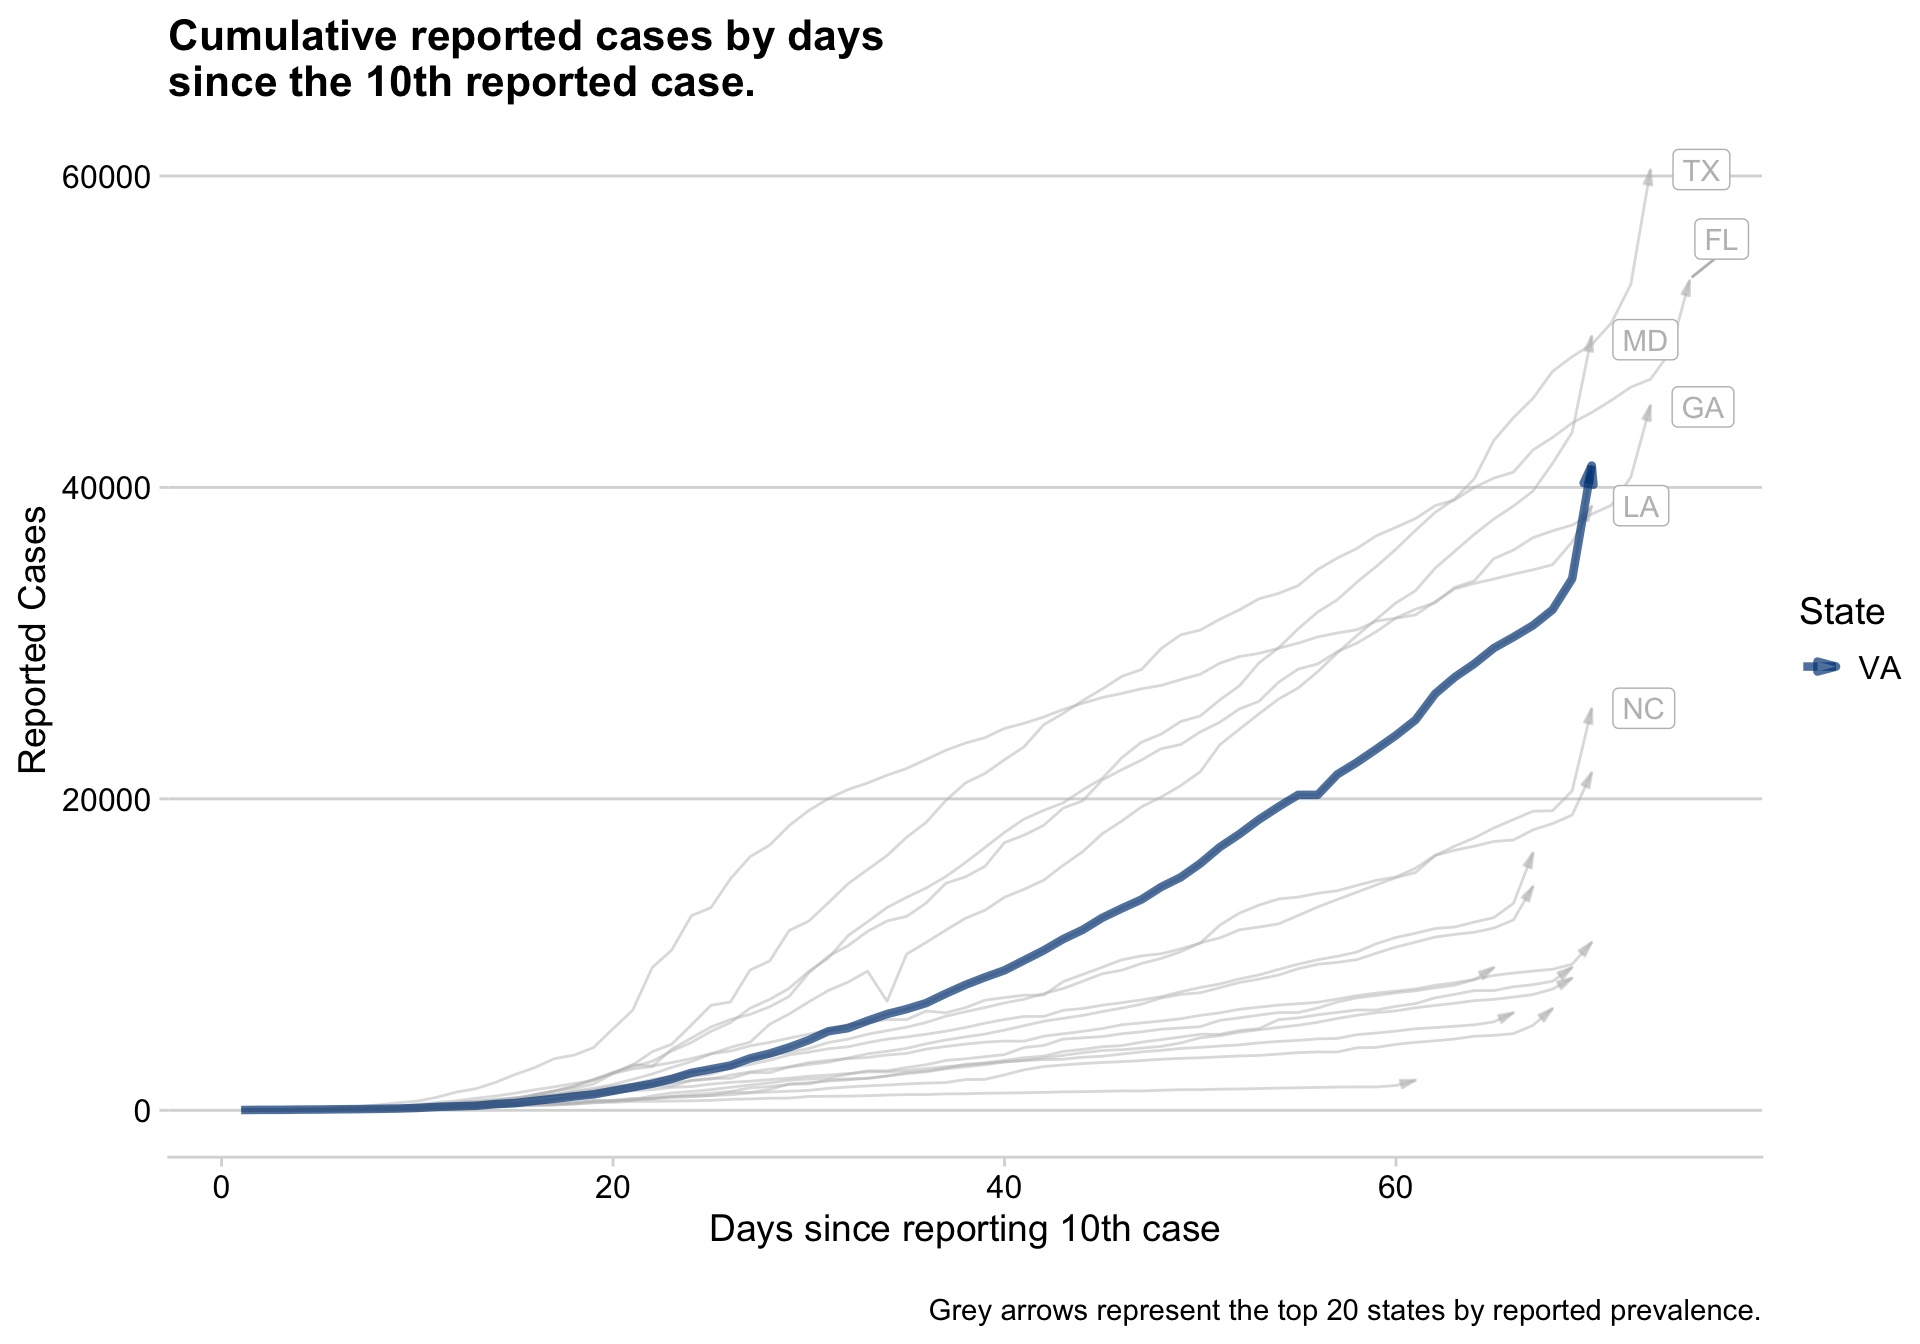 Cumulative reported cases by days
since the 10th reported case.
60000
40000
20000
0
Reported Cases
TX
FL
MD
GA
LA
NC
State
VA
0 20 40 60
Days since reporting 10th case
Grey arrows represent the top 20 states by reported prevalence.